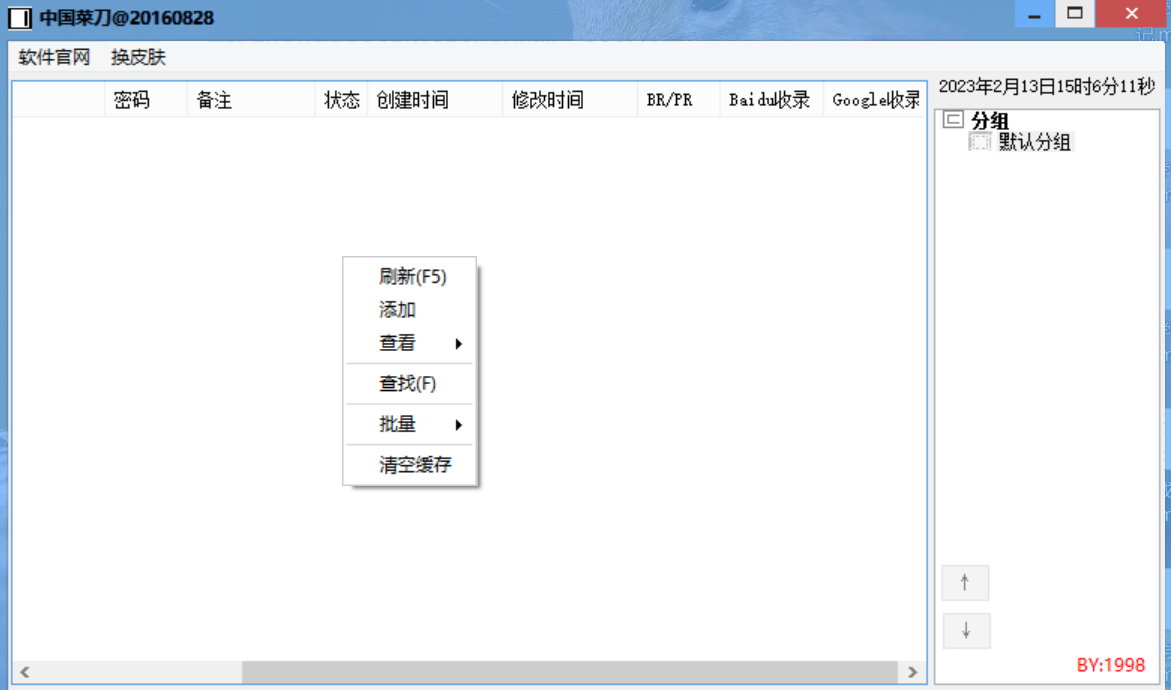 中国菜刀@20160828
软件官网 换皮肤
密码 备注 状态 创建时间 修改时间 BR/PR Baidu收录 Google收录
2023年2月13日15时6分11秒
分组
默认分组
刷新(F5)
添加
查看
查找(F)
批量
清空缓存
↑
↓
BY:1998